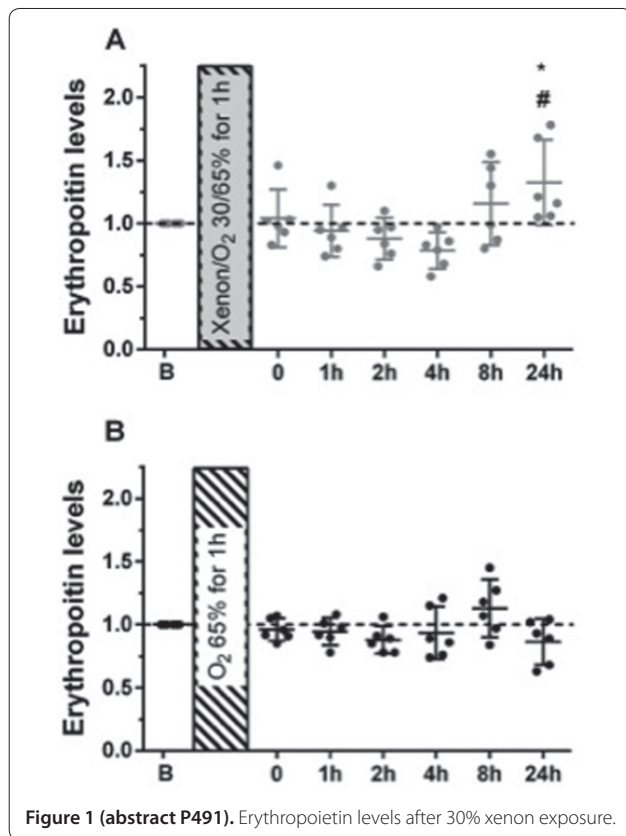 A
Erythropoitin levels
2.0
1.5
1.0
0.5
0.0
Xenon/O2 30/65% for 1h
*
#
B 0 1h 2h 4h 8h 24h
B
Erythropoitin levels
2.0
1.5
1.0
0.5
0.0
O2 65% for 1h
B 0 1h 2h 4h 8h 24h
Figure 1 (abstract P491). Erythropoietin levels after 30% xenon exposure.